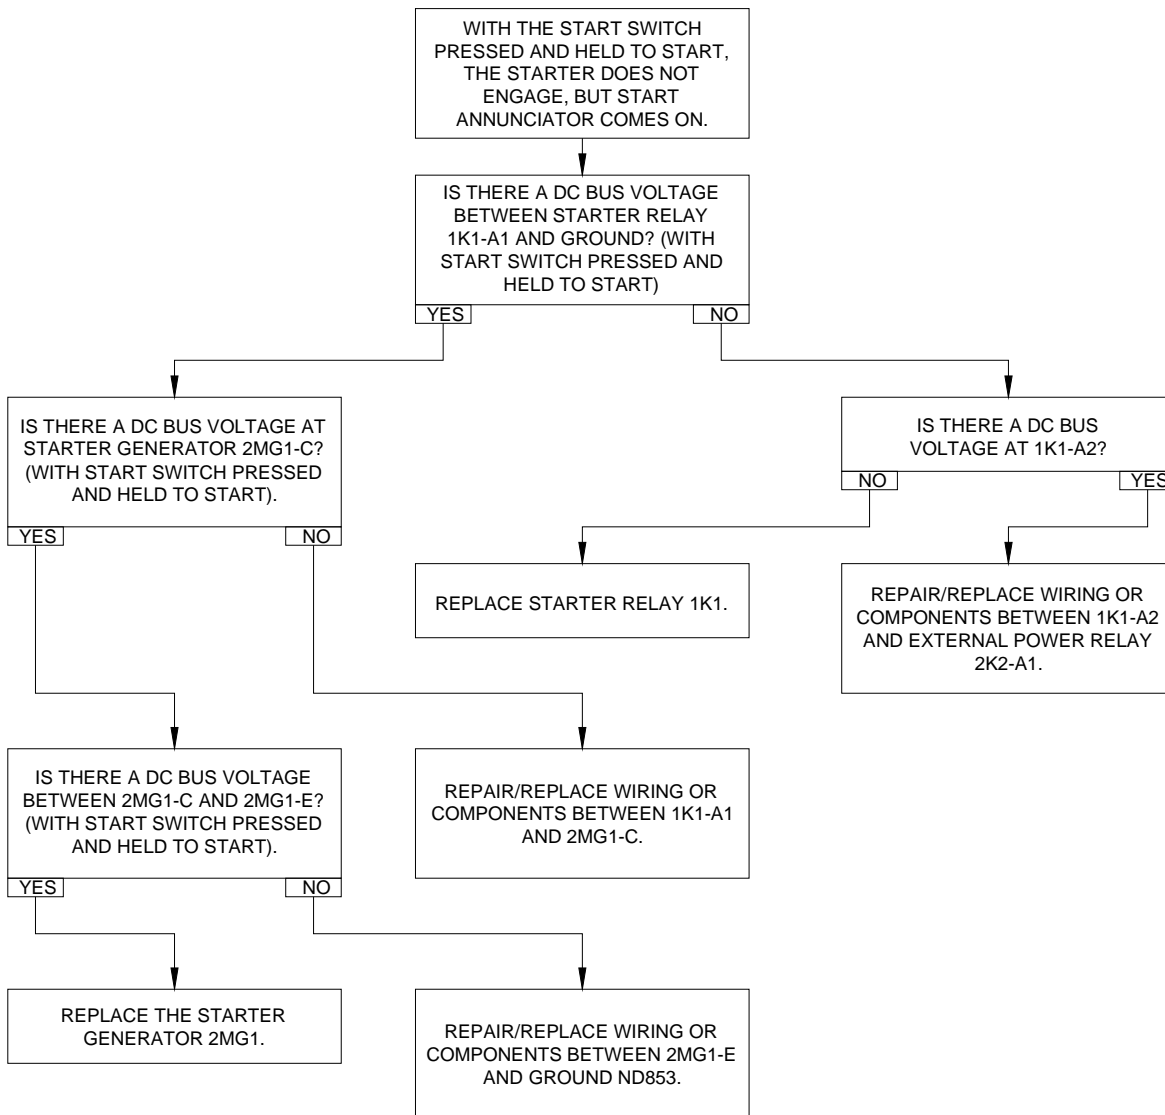 WITH THE START SWITCH
PRESSED AND HELD TO START,
THE STARTER DOES NOT
ENGAGE, BUT START
ANNUNCIATOR COMES ON.
IS THERE A DC BUS VOLTAGE
BETWEEN STARTER RELAY
1K1-A1 AND GROUND? (WITH
START SWITCH PRESSED AND
HELD TO START)
YES
NO
IS THERE A DC BUS VOLTAGE AT
STARTER GENERATOR 2MG1-C?
(WITH START SWITCH PRESSED
AND HELD TO START).
YES
NO
IS THERE A DC BUS
VOLTAGE AT 1K1-A2?
NO
YES
REPLACE STARTER RELAY 1K1.
REPAIR/REPLACE WIRING OR
COMPONENTS BETWEEN 1K1-A2
AND EXTERNAL POWER RELAY
2K2-A1.
IS THERE A DC BUS VOLTAGE
BETWEEN 2MG1-C AND 2MG1-E?
(WITH START SWITCH PRESSED
AND HELD TO START).
YES
NO
REPAIR/REPLACE WIRING OR
COMPONENTS BETWEEN 1K1-A1
AND 2MG1-C.
REPLACE THE STARTER
GENERATOR 2MG1.
REPAIR/REPLACE WIRING OR
COMPONENTS BETWEEN 2MG1-E
AND GROUND ND853.